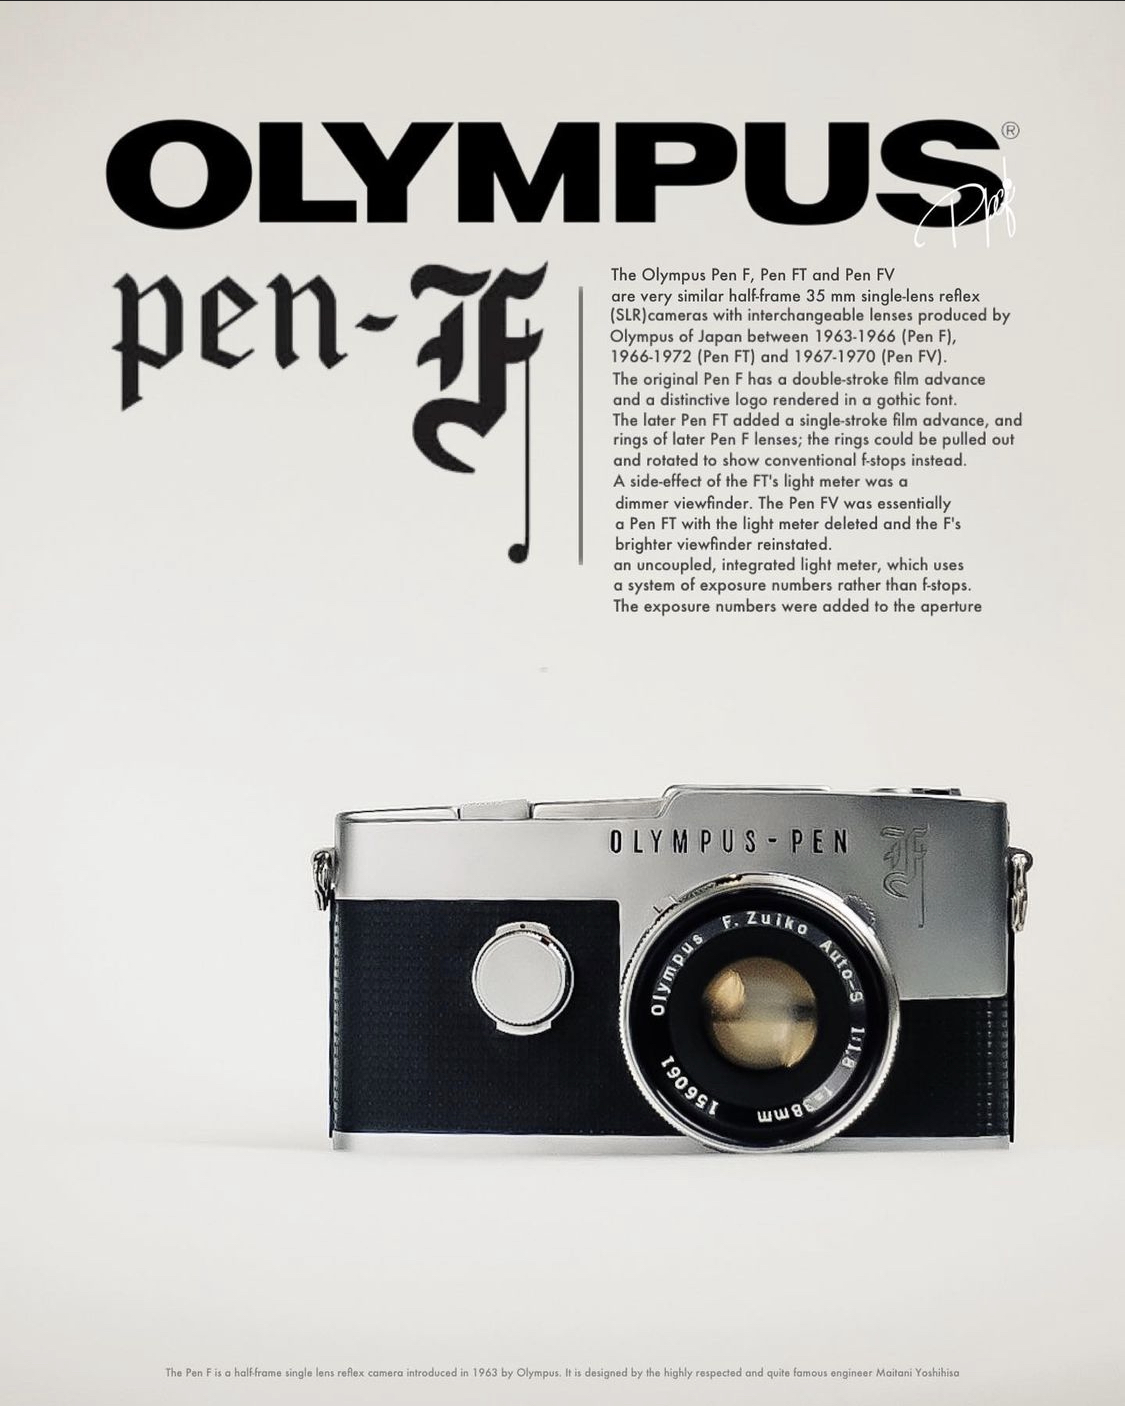 OLYMPUS®
pen-F
The Olympus Pen F, Pen FT and Pen FV
are very similar half-frame 35 mm single-lens reflex
(SLR)cameras with interchangeable lenses produced by
Olympus of Japan between 1963-1966 (Pen F),
1966-1972 (Pen FT) and 1967-1970 (Pen FV).
The original Pen F has a double-stroke film advance
and a distinctive logo rendered in a gothic font.
The later Pen FT added a single-stroke film advance, and
rings of later Pen F lenses; the rings could be pulled out
and rotated to show conventional f-stops instead.
A side-effect of the FT's light meter was a
dimmer viewfinder. The Pen FV was essentially
a Pen FT with the light meter deleted and the F's
brighter viewfinder reinstated.
an uncoupled, integrated light meter, which uses
a system of exposure numbers rather than f-stops.
The exposure numbers were added to the aperture
OLYMPUS-PEN F
Olympus F.Zuiko Auto-S 1:1.8 f=38mm 156061
The Pen F is a half-frame single lens reflex camera introduced in 1963 by Olympus. It is designed by the highly respected and quite famous engineer Maitani Yoshihisa